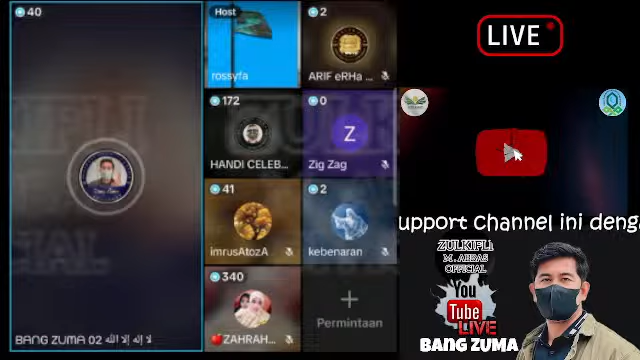 40
Host
rossyfa
2
ARIF eRHa ...
172
HANDI CELEB...
0
Z
Zig Zag
41
imrusAtozA
2
kebenaran
340
ZAHRAH...
+
Permintaan
BANG ZUMA 02 لا إله إلا الله
LIVE
upport channel ini denga
ZULKIFLI
M. ABBAS
OFFICIAL
You
Tube
LIVE
BANG ZUMA